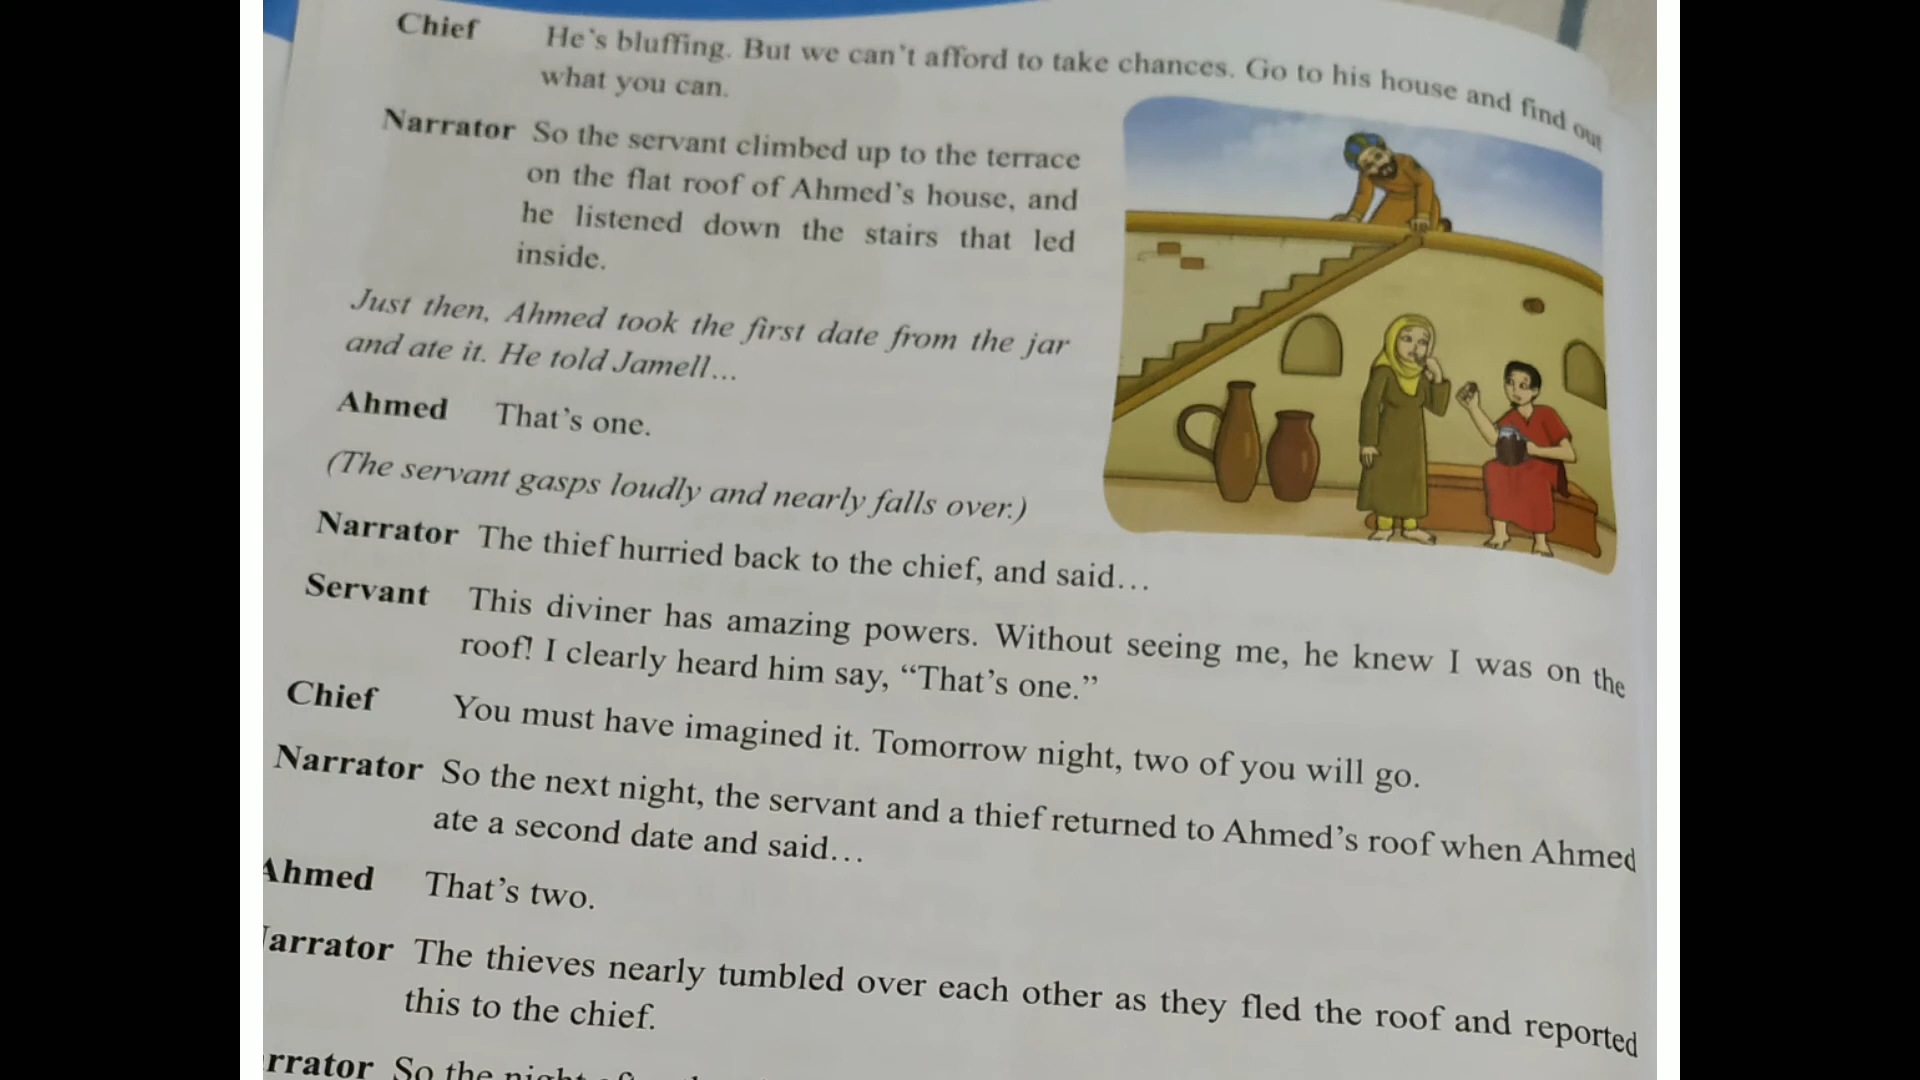 Chief He's bluffing. But we can't afford to take chances. Go to his house and find out
what you can.
Narrator So the servant climbed up to the terrace
on the flat roof of Ahmed's house, and
he listened down the stairs that led
inside.
Just then, Ahmed took the first date from the jar
and ate it. He told Jamell...
Ahmed That's one.
(The servant gasps loudly and nearly falls over.)
Narrator The thief hurried back to the chief, and said...
Servant This diviner has amazing powers. Without seeing me, he knew I was on the
roof! I clearly heard him say, “That's one.”
Chief You must have imagined it. Tomorrow night, two of you will go.
Narrator So the next night, the servant and a thief returned to Ahmed's roof when Ahmed
ate a second date and said...
Ahmed That's two.
arrator The thieves nearly tumbled over each other as they fled the roof and reported
this to the chief.
rrator So the night